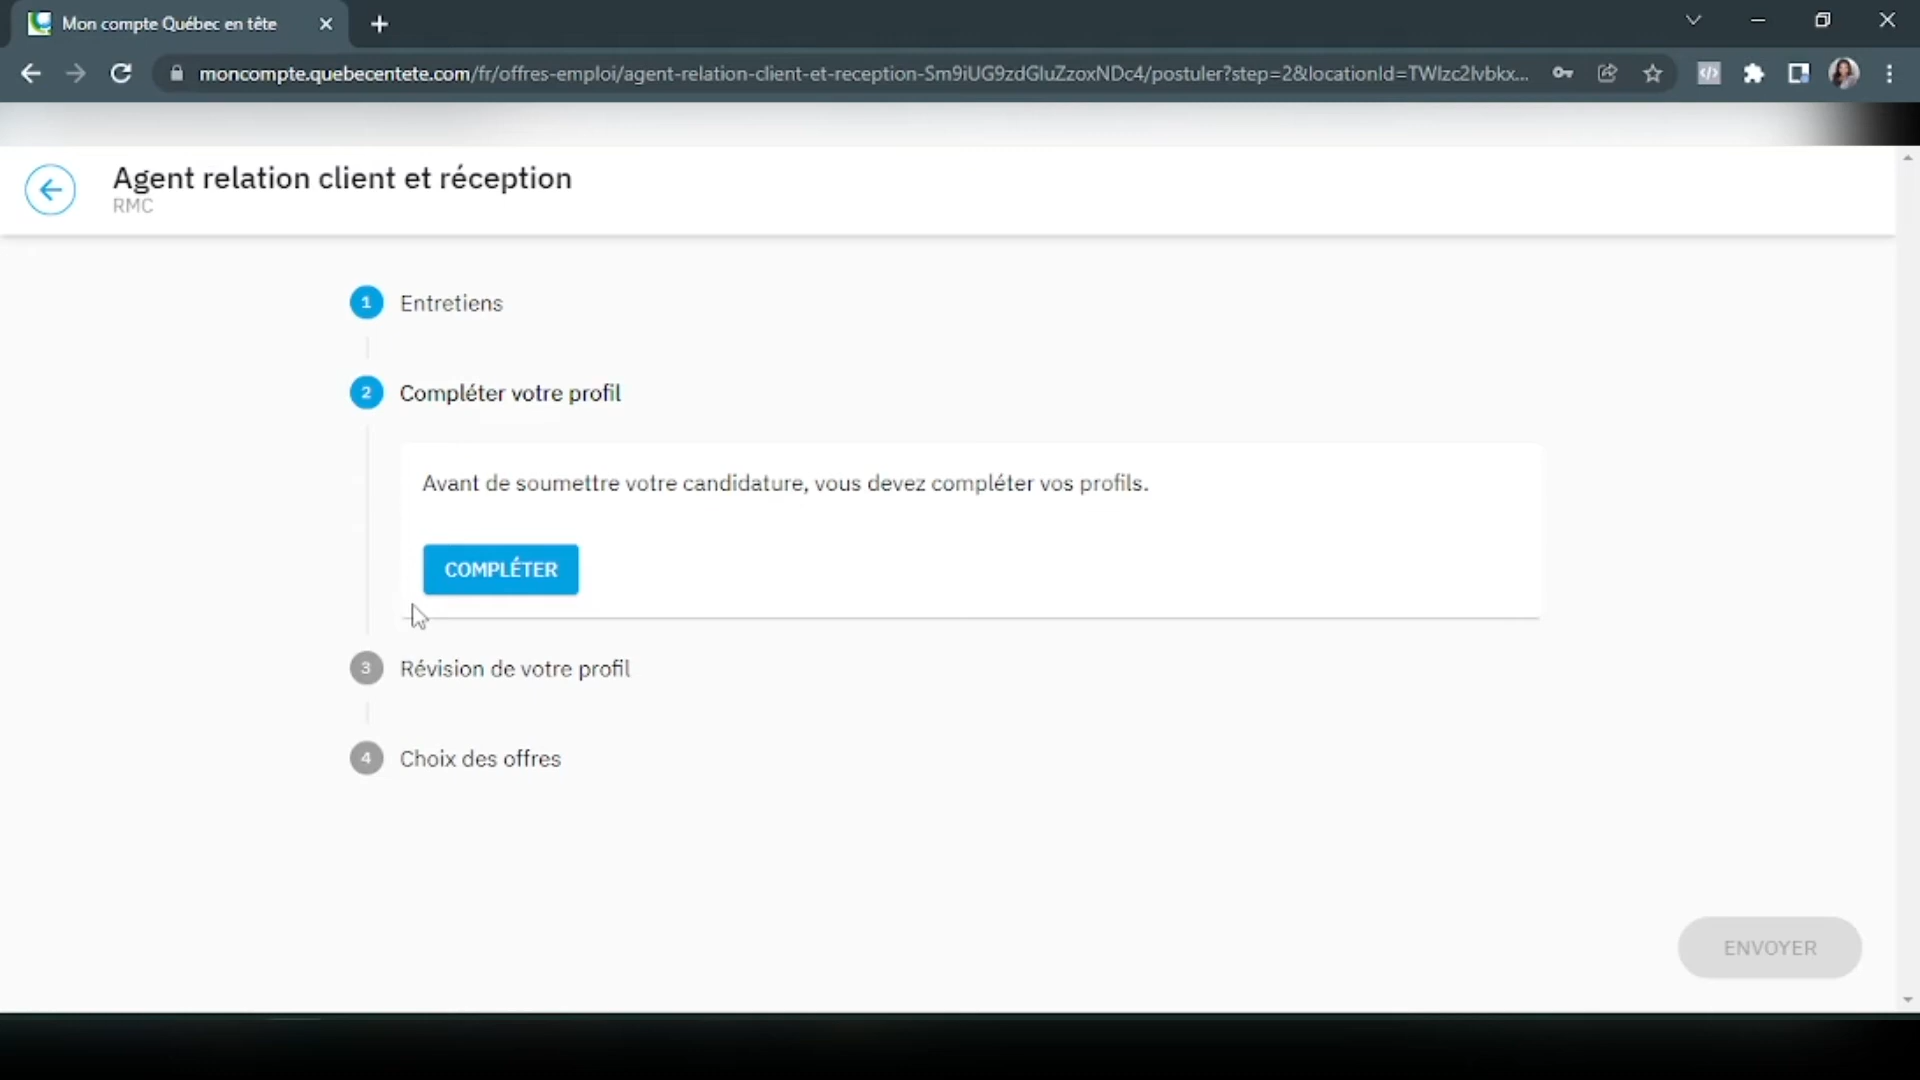 Mon compte Québec en tête
moncompte.quebecentete.com/fr/offres-emploi/agent-relation-client-et-reception-Sm9iUG9zdGluZzoxNDc4/postuler?step=2&locationId=TWlzc2lvbkx...
Agent relation client et réception
RMC
1 Entretiens
2 Compléter votre profil
Avant de soumettre votre candidature, vous devez compléter vos profils.
COMPLÉTER
3 Révision de votre profil
4 Choix des offres
ENVOYER